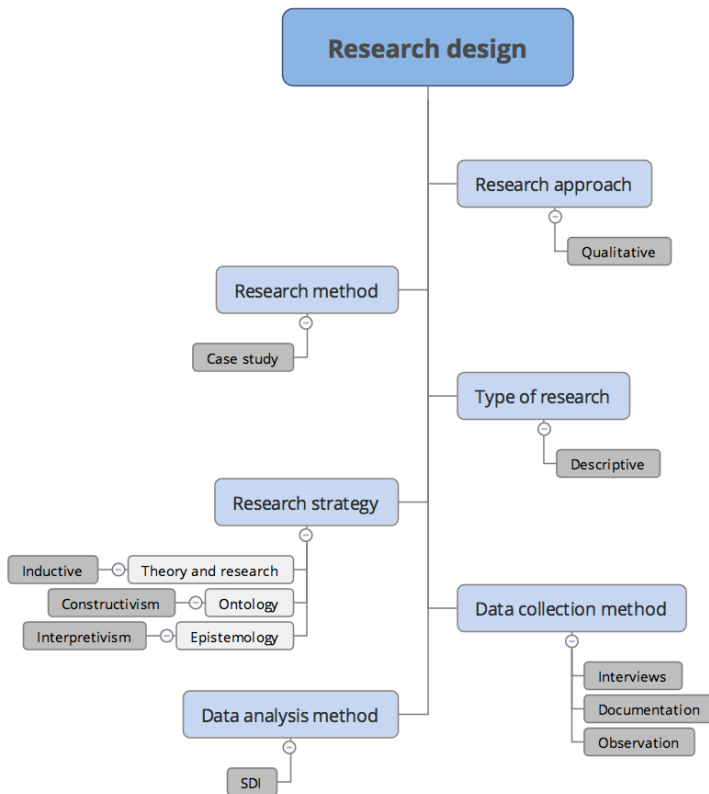 Research design
Research approach
Qualitative
Research method
Case study
Type of research
Descriptive
Research strategy
Inductive
Theory and research
Constructivism
Ontology
Interpretivism
Epistemology
Data collection method
Interviews
Documentation
Observation
Data analysis method
SDI